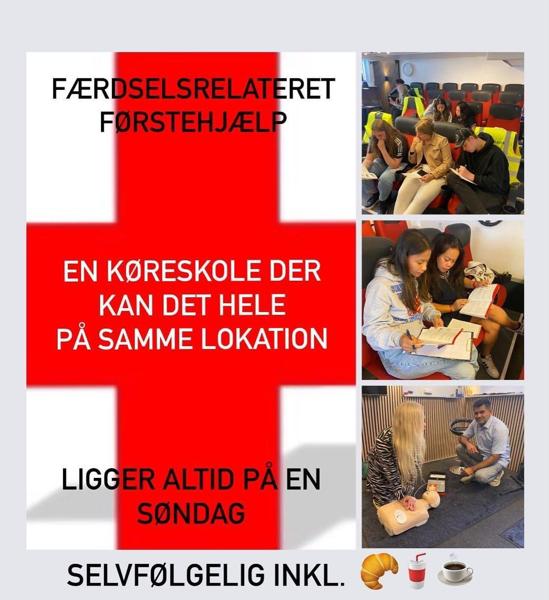 FÆRDSELSRELATERET
FØRSTEHJÆLP
EN KØRESKOLE DER
KAN DET HELE
PÅ SAMME LOKATION
LIGGER ALTID PÅ EN
SØNDAG
SELVFØLGELIG INKL. 🥐🥤☕